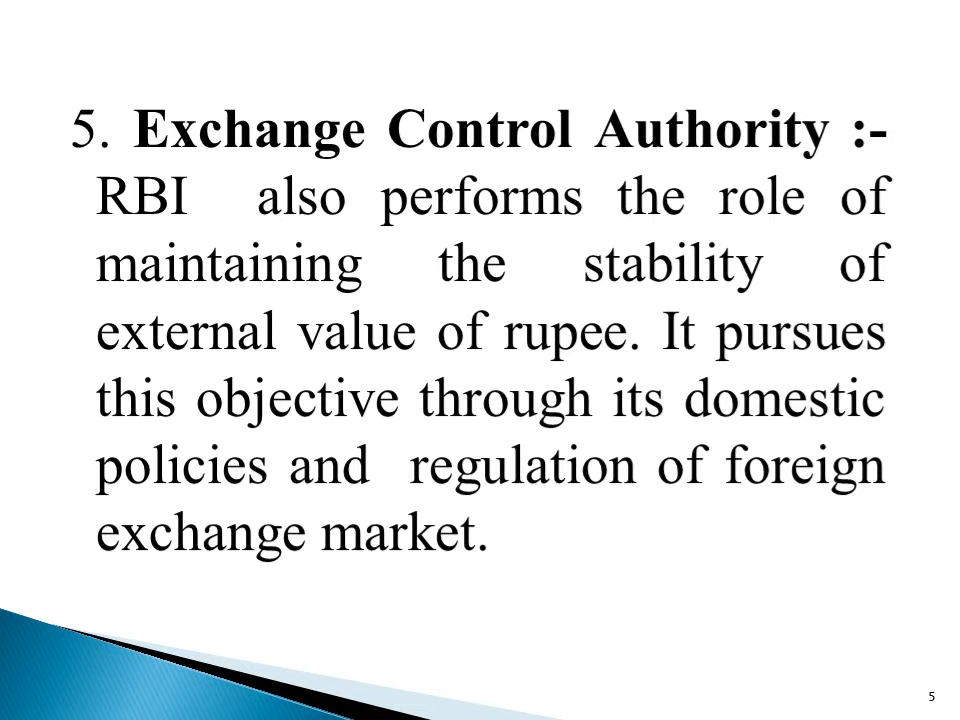 5. Exchange Control Authority :-
RBI also performs the role of
maintaining the stability of
external value of rupee. It pursues
this objective through its domestic
policies and regulation of foreign
exchange market.
5